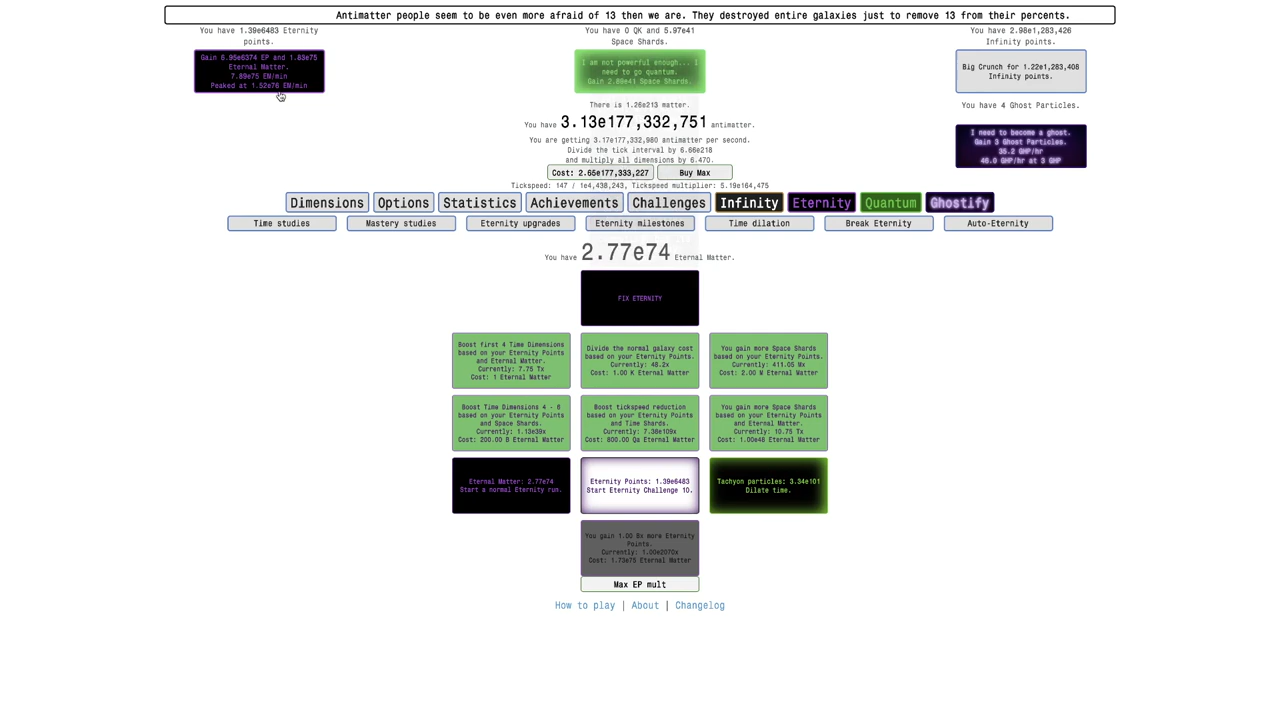 Antimatter people seem to be even more afraid of 13 then we are. They destroyed entire galaxies just to remove 13 from their percents.
You have 1.39e6483 Eternity
points.
Gain 6.95e6374 EP and 1.83e75
Eternal Matter.
7.89e75 EM/min
Peaked at 1.52e76 EM/min
You have 0 QK and 5.97e41
Space Shards.
I am not powerful enough... I
need to go quantum.
Gain 2.89e41 Space Shards.
You have 2.98e1,283,426
Infinity points.
Big Crunch for 1.22e1,283,408
Infinity points.
You have 4 Ghost Particles.
I need to become a ghost.
Gain 3 Ghost Particles.
35.2 GHP/hr
46.0 GHP/hr at 3 GHP
There is 1.26e213 matter.
You have 3.13e177,332,751 antimatter.
You are getting 3.17e177,332,980 antimatter per second.
Divide the tick interval by 6.66e218
and multiply all dimensions by 6.470.
Cost: 2.65e177,333,227
Buy Max
Tickspeed: 147 / 1e4,438,243, Tickspeed multiplier: 5.19e164,475
Dimensions
Options
Statistics
Achievements
Challenges
Infinity
Eternity
Quantum
Ghostify
Time studies
Mastery studies
Eternity upgrades
Eternity milestones
Time dilation
Break Eternity
Auto-Eternity
You have 2.77e74 Eternal Matter.
FIX ETERNITY
Boost first 4 Time Dimensions
based on your Eternity Points
and Eternal Matter.
Currently: 7.75 Tx
Cost: 1 Eternal Matter
Divide the normal galaxy cost
based on your Eternity Points.
Currently: 48.2x
Cost: 1.00 K Eternal Matter
You gain more Space Shards
based on your Eternity Points.
Currently: 411.05 Mx
Cost: 2.00 M Eternal Matter
Boost Time Dimensions 4 - 6
based on your Eternity Points
and Space Shards.
Currently: 1.13e39x
Cost: 200.00 B Eternal Matter
Boost tickspeed reduction
based on your Eternity Points
and Time Shards.
Currently: 7.38e109x
Cost: 800.00 Qa Eternal Matter
You gain more Space Shards
based on your Eternity Points
and Eternal Matter.
Currently: 10.75 Tx
Cost: 1.00e48 Eternal Matter
Eternal Matter: 2.77e74
Start a normal Eternity run.
Eternity Points: 1.39e6483
Start Eternity Challenge 10.
Tachyon particles: 3.34e101
Dilate time.
You gain 1.00 Bx more Eternity
Points.
Currently: 1.00e2070x
Cost: 1.73e75 Eternal Matter
Max EP mult
How to play | About | Changelog